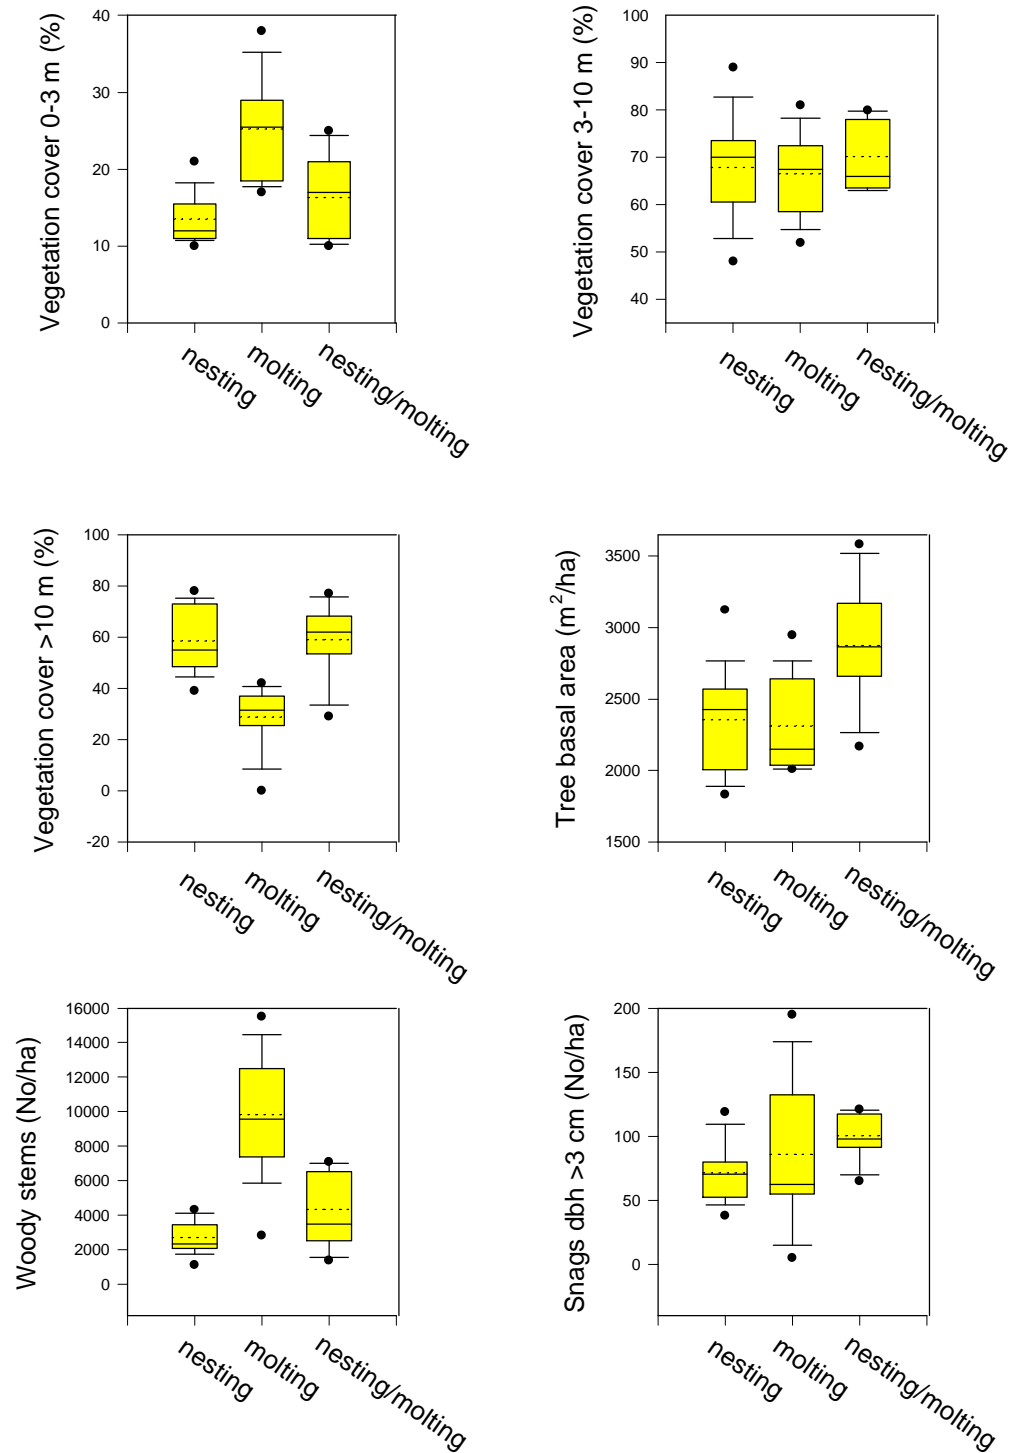 Vegetation cover 0-3 m (%)
40
30
20
10
0
nesting
molting
nesting/molting
Vegetation cover 3-10 m (%)
100
90
80
70
60
50
40
nesting
molting
nesting/molting
Vegetation cover >10 m (%)
100
80
60
40
20
0
-20
nesting
molting
nesting/molting
Tree basal area (m²/ha)
3500
3000
2500
2000
1500
nesting
molting
nesting/molting
Woody stems (No/ha)
16000
14000
12000
10000
8000
6000
4000
2000
0
nesting
molting
nesting/molting
Snags dbh >3 cm (No/ha)
200
150
100
50
0
nesting
molting
nesting/molting